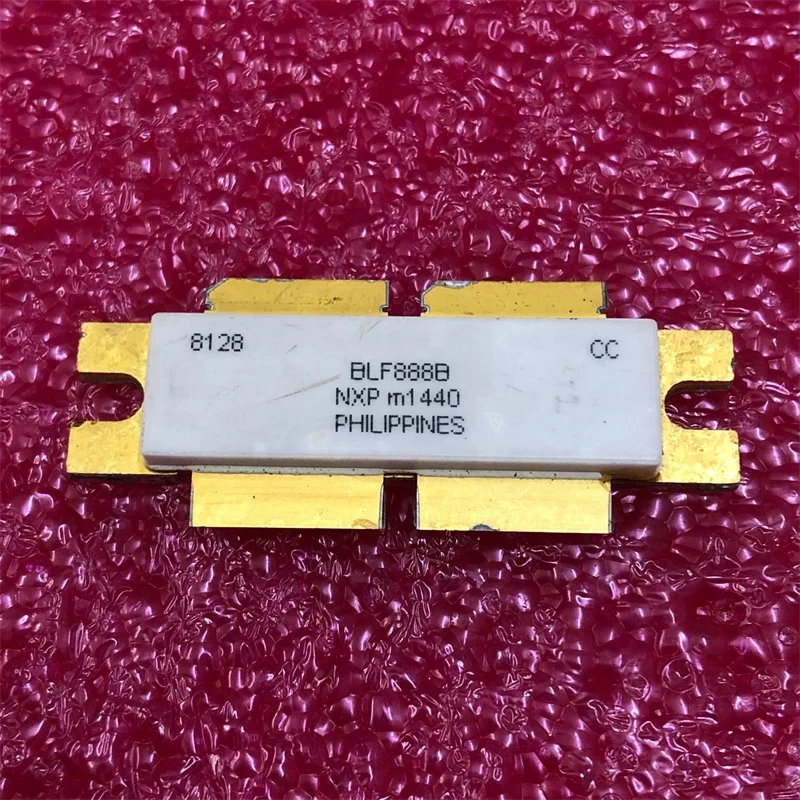 8128 CC
BLF888B
NXP m1440
PHILIPPINES